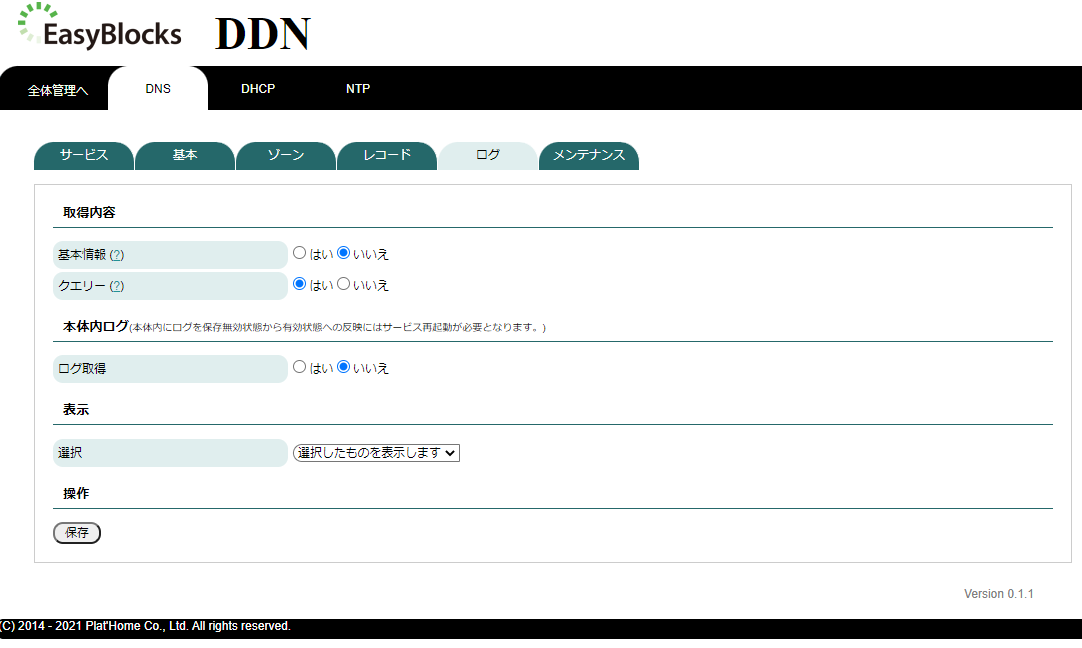 EasyBlocks DDN
全体管理へ DNS DHCP NTP
サービス 基本 ゾーン レコード ログ メンテナンス
取得内容
基本情報 (?) はい いいえ
クエリー (?) はい いいえ
本体内ログ(本体内にログを保存無効状態から有効状態への反映にはサービス再起動が必要となります。)
ログ取得 はい いいえ
表示
選択 選択したものを表示します
操作
保存
Version 0.1.1
(C) 2014 - 2021 Plat'Home Co., Ltd. All rights reserved.